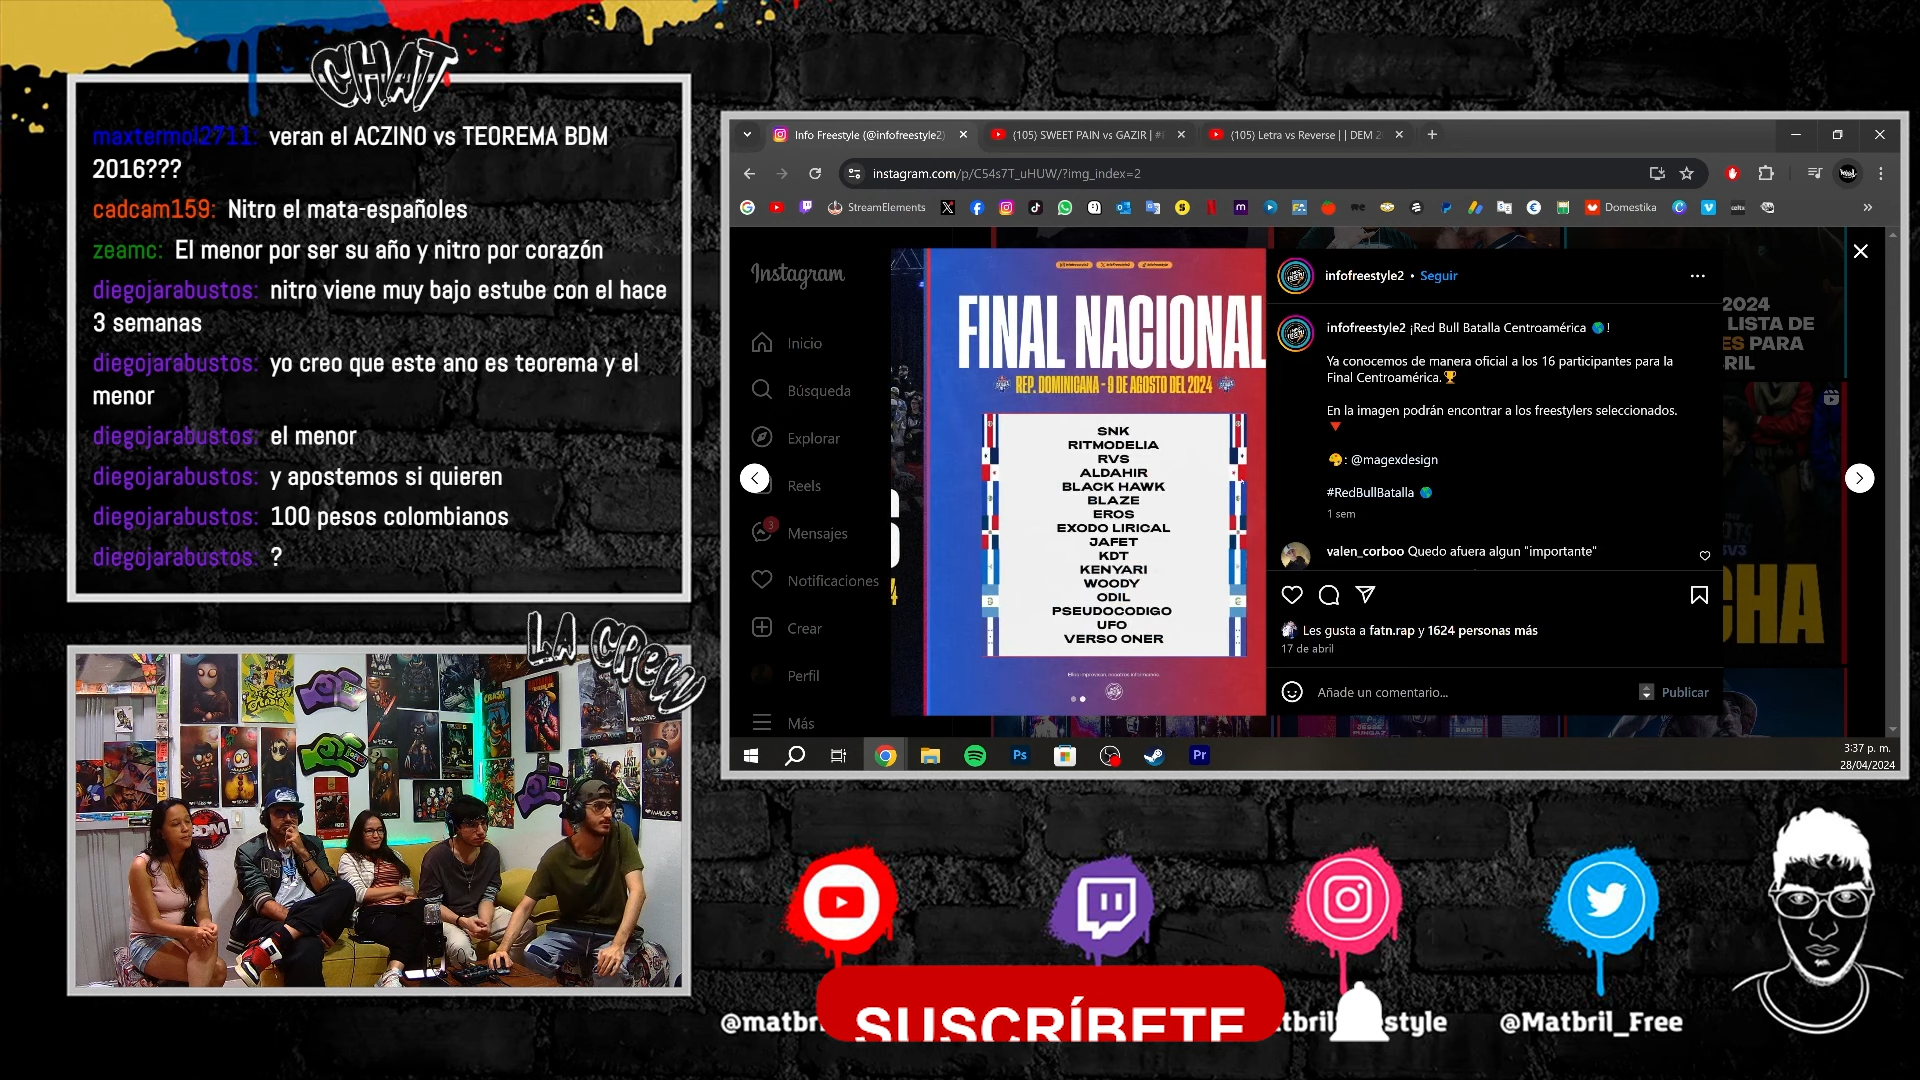 CHAT
maxtermol2711: veran el ACZINO vs TEOREMA BDM
2016???
cadcam159: Nitro el mata-españoles
zeamc: El menor por ser su año y nitro por corazón
diegojarabustos: nitro viene muy bajo estube con el hace
3 semanas
diegojarabustos: yo creo que este ano es teorema y el
menor
diegojarabustos: el menor
diegojarabustos: y apostemos si quieren
diegojarabustos: 100 pesos colombianos
diegojarabustos: ?
LA CREW
Info Freestyle (@infofreestyle2)
(105) SWEET PAIN vs GAZIR | #
(105) Letra vs Reverse | | DEM 2
instagram.com/p/C54s7T_uHUW/?img_index=2
StreamElements
Domestika
Instagram
Inicio
Búsqueda
Explorar
Reels
3
Mensajes
Notificaciones
Crear
Perfil
Más
FINAL NACIONAL
REP. DOMINICANA - 9 DE AGOSTO DEL 2024
SNK
RITMODELIA
RVS
ALDAHIR
BLACK HAWK
BLAZE
EROS
EXODO LIRICAL
JAFET
KDT
KENYARI
WOODY
ODIL
PSEUDOCODIGO
UFO
VERSO ONER
infofreestyle2 • Seguir
infofreestyle2 ¡Red Bull Batalla Centroamérica 🌎 !
Ya conocemos de manera oficial a los 16 participantes para la
Final Centroamérica.🏆
En la imagen podrán encontrar a los freestylers seleccionados.
🔻
🎨: @magexdesign
#RedBullBatalla 🌎
1 sem
valen_corboo Quedo afuera algun "importante"
Les gusta a fatn.rap y 1624 personas más
17 de abril
Añade un comentario...
Publicar
2024
LISTA DE
ES PARA
RIL
CHA
Ps
Pr
3:37 p. m.
28/04/2024
BDM
@matbri
SUSCRÍBETE
tbril
style
@Matbril_Free